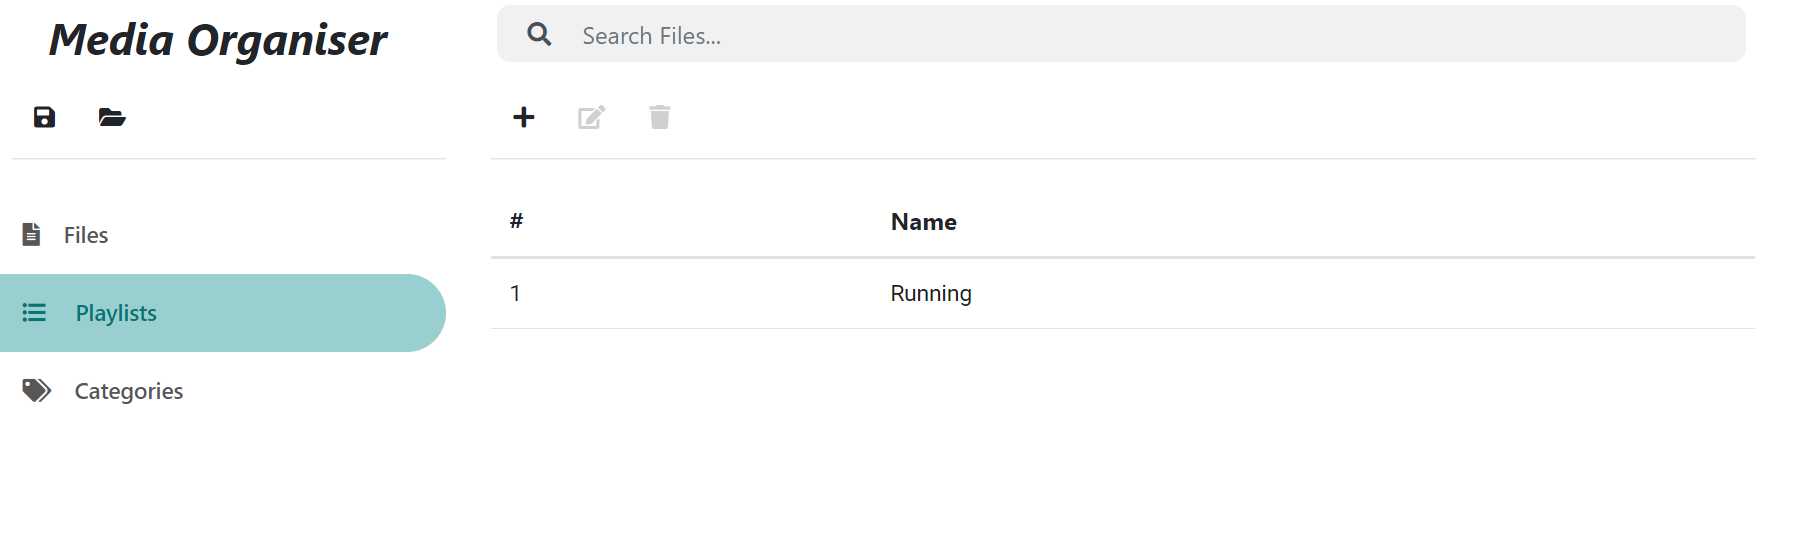 Media Organiser
Search Files...
Files
Playlists
Categories
# Name
1 Running